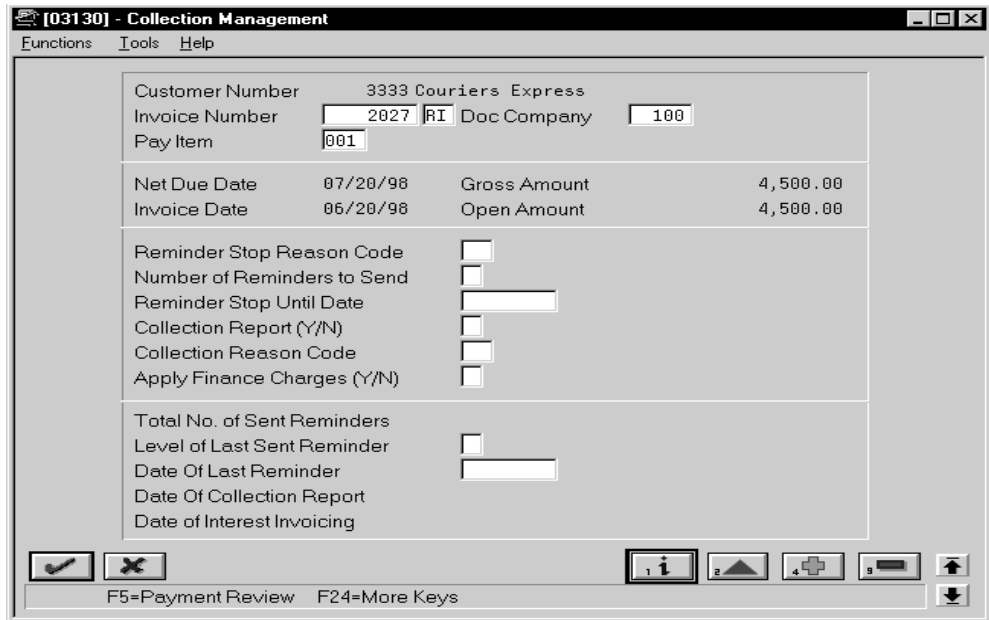 [03130] - Collection Management
Functions Tools Help
Customer Number 3333 Couriers Express
Invoice Number 2027 RI Doc Company 100
Pay Item 001
Net Due Date 07/20/98 Gross Amount 4,500.00
Invoice Date 06/20/98 Open Amount 4,500.00
Reminder Stop Reason Code
Number of Reminders to Send
Reminder Stop Until Date
Collection Report (Y/N)
Collection Reason Code
Apply Finance Charges (Y/N)
Total No. of Sent Reminders
Level of Last Sent Reminder
Date Of Last Reminder
Date Of Collection Report
Date of Interest Invoicing
1 i 2 4 9
F5=Payment Review F24=More Keys